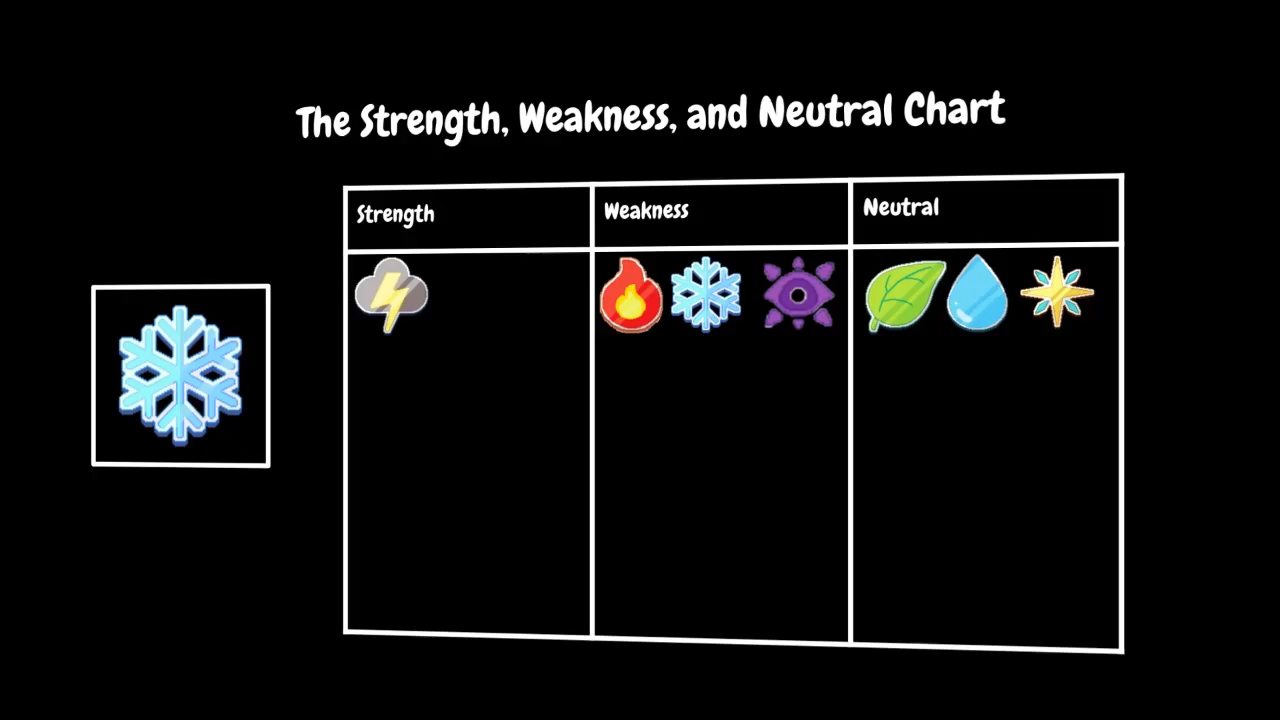 The Strength, Weakness, and Neutral Chart
Strength
Weakness
Neutral